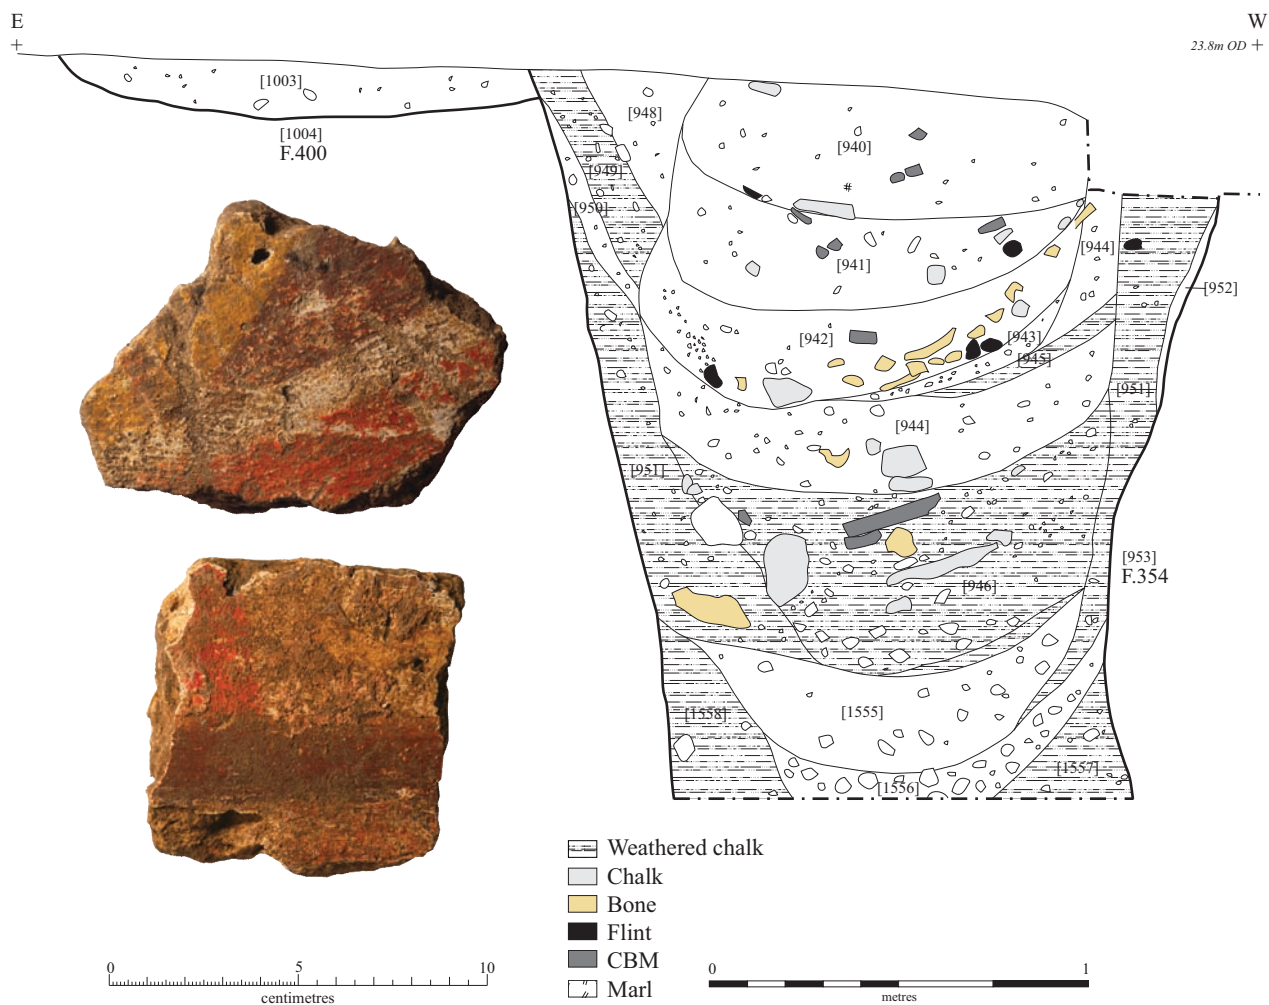 E
W
+
23.8m OD +
[1003]
[948]
[1004]
F.400
[940]
[949]
[950]
[944]
[941]
[952]
[942]
[943]
[945]
[951]
[944]
[951]
[953]
F.354
[946]
[1558]
[1555]
[1557]
[1556]
Weathered chalk
Chalk
Bone
Flint
CBM
Marl
0 5 10
centimetres
0 1
metres